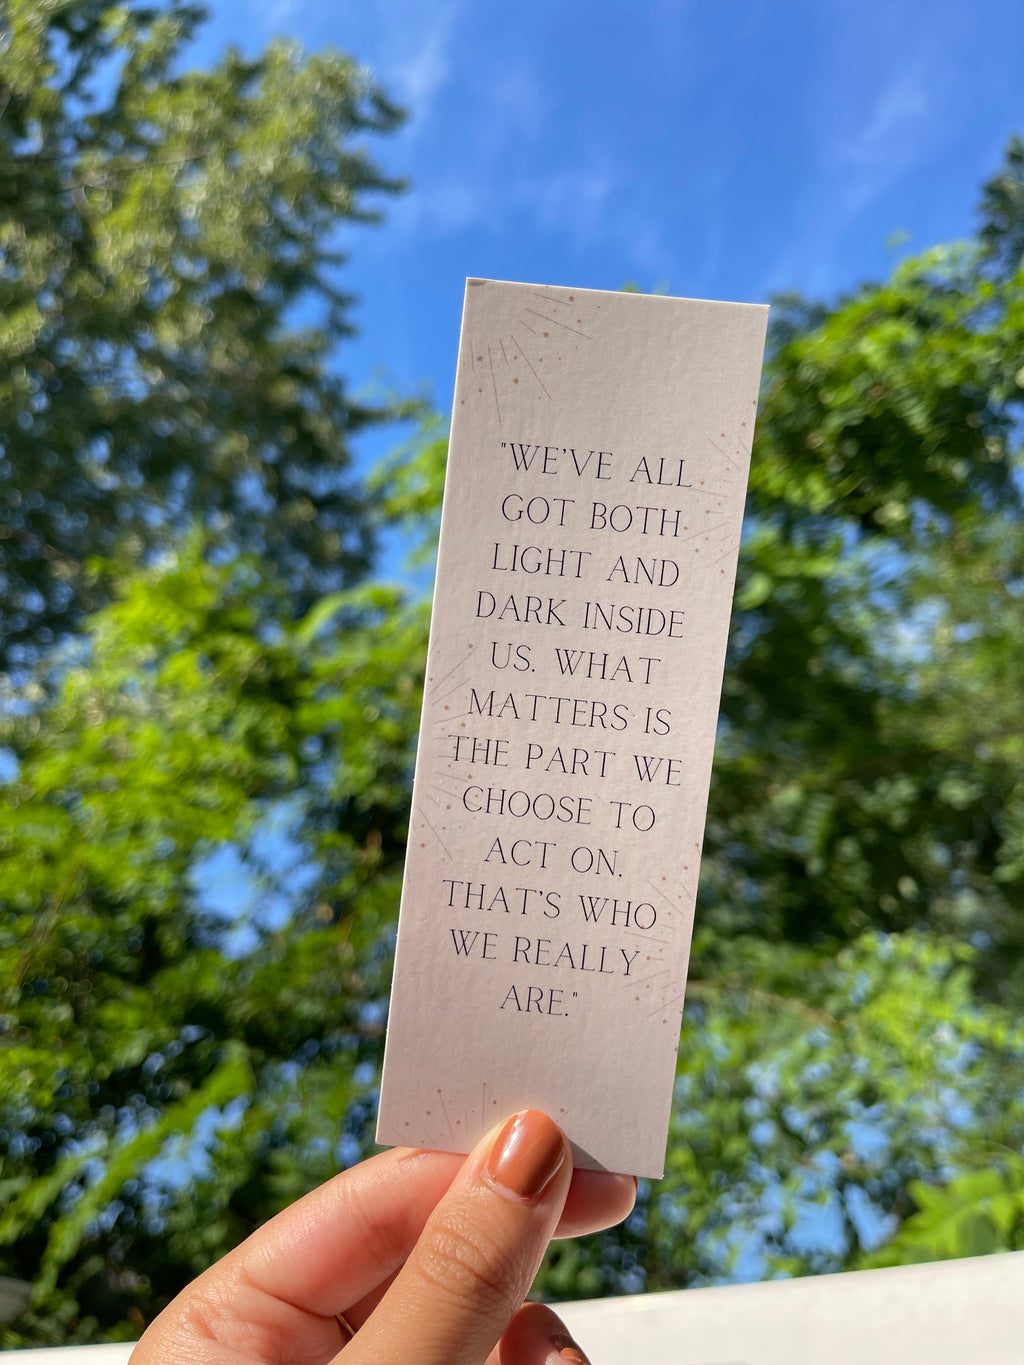 "WE'VE ALL
GOT BOTH
LIGHT AND
DARK INSIDE
US. WHAT
MATTERS IS
THE PART WE
CHOOSE TO
ACT ON.
THAT'S WHO
WE REALLY
ARE."